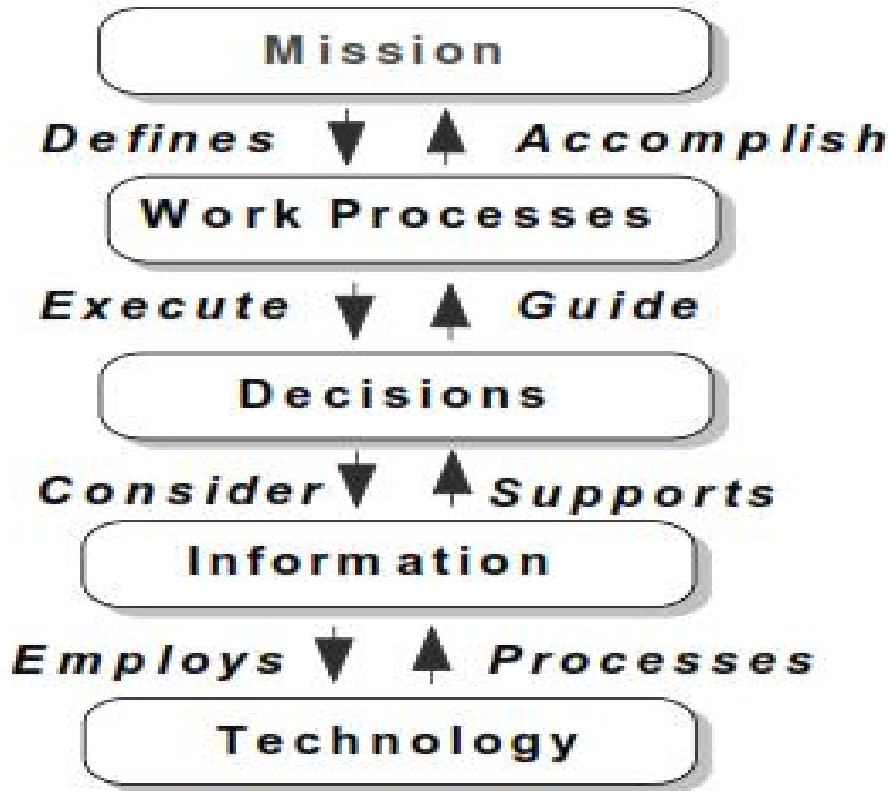 Mission
Defines Accomplish
Work Processes
Execute Guide
Decisions
Consider Supports
Information
Employs Processes
Technology